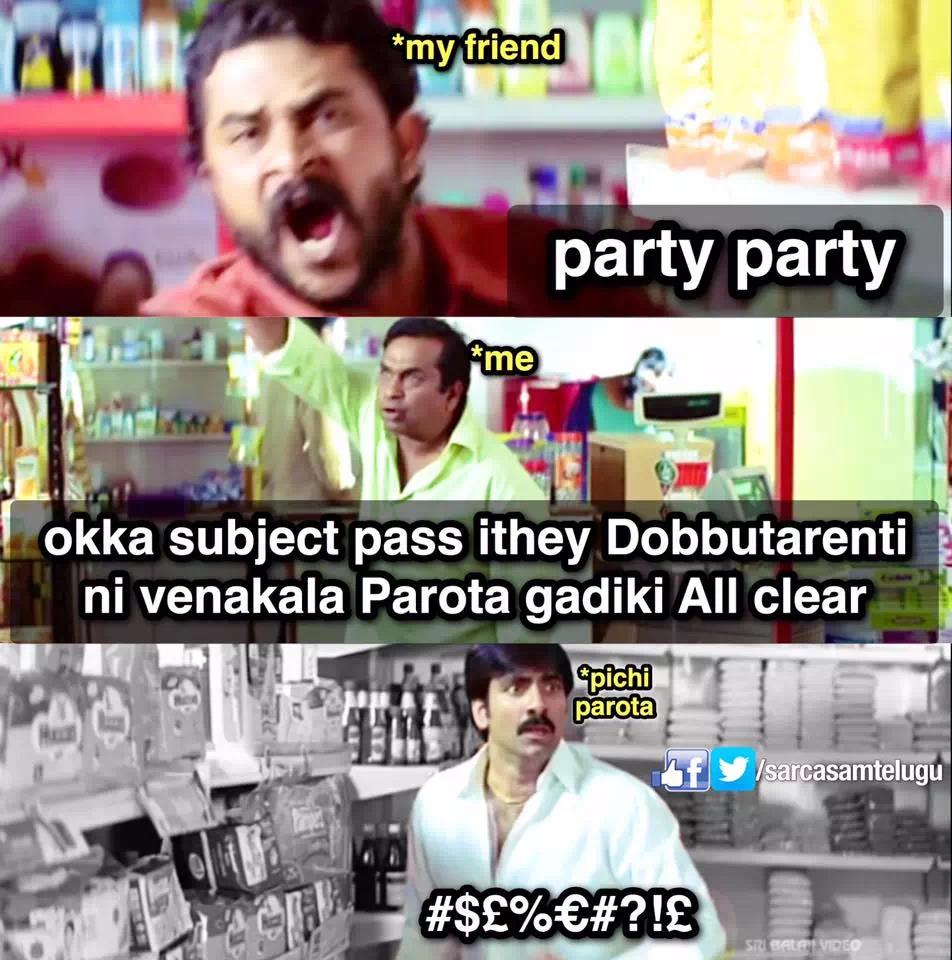 *my friend
party party
*me
okka subject pass ithey Dobbutarenti
ni venakala Parota gadiki All clear
*pichi
parota
/sarcasamtelugu
#$£%€#?!£
SRI BALAJI VIDEO